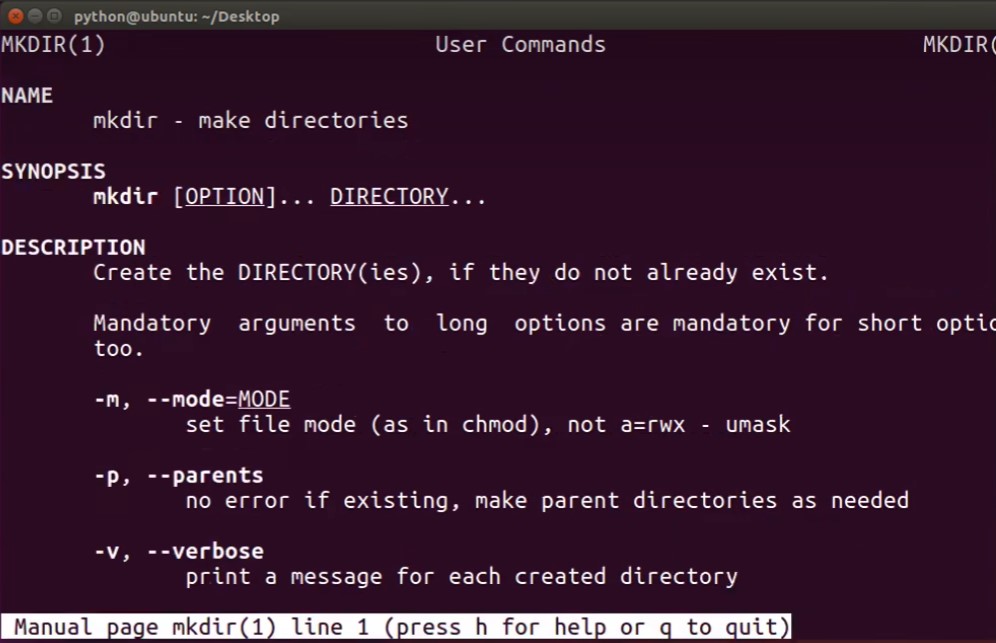 python@ubuntu: ~/Desktop
MKDIR(1) User Commands MKDIR(
NAME
mkdir - make directories
SYNOPSIS
mkdir [OPTION]... DIRECTORY...
DESCRIPTION
Create the DIRECTORY(ies), if they do not already exist.
Mandatory arguments to long options are mandatory for short optio
too.
-m, --mode=MODE
set file mode (as in chmod), not a=rwx - umask
-p, --parents
no error if existing, make parent directories as needed
-v, --verbose
print a message for each created directory
Manual page mkdir(1) line 1 (press h for help or q to quit)